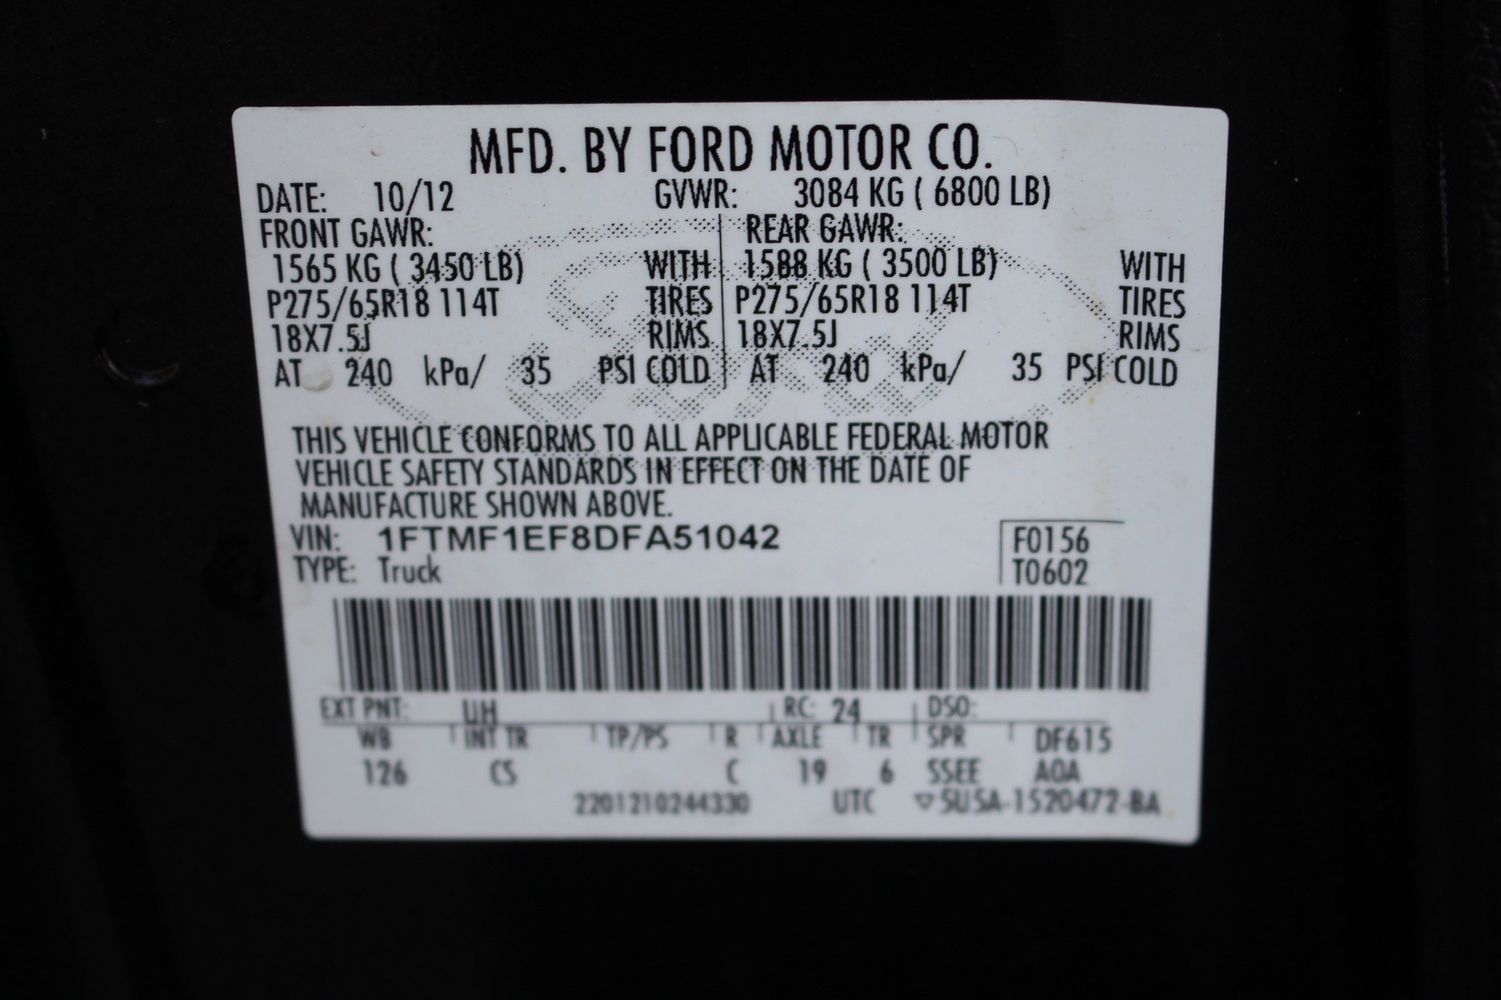 MFD. BY FORD MOTOR CO.
DATE: 10/12 GVWR: 3084 KG ( 6800 LB)
FRONT GAWR: REAR GAWR:
1565 KG ( 3450 LB) WITH 1588 KG ( 3500 LB) WITH
P275/65R18 114T TIRES P275/65R18 114T TIRES
18X7.5J RIMS 18X7.5J RIMS
AT 240 kPa/ 35 PSI COLD AT 240 kPa/ 35 PSI COLD
THIS VEHICLE CONFORMS TO ALL APPLICABLE FEDERAL MOTOR
VEHICLE SAFETY STANDARDS IN EFFECT ON THE DATE OF
MANUFACTURE SHOWN ABOVE.
VIN: 1FTMF1EF8DFA51042 F0156
TYPE: Truck T0602
EXT PNT: UH RC: 24 DSO:
WB INT TR TP/PS R AXLE TR SPR DF615
126 CS C 19 6 SSEE AOA
2201210244330 UTC ▽ 5U5A-1520472-BA